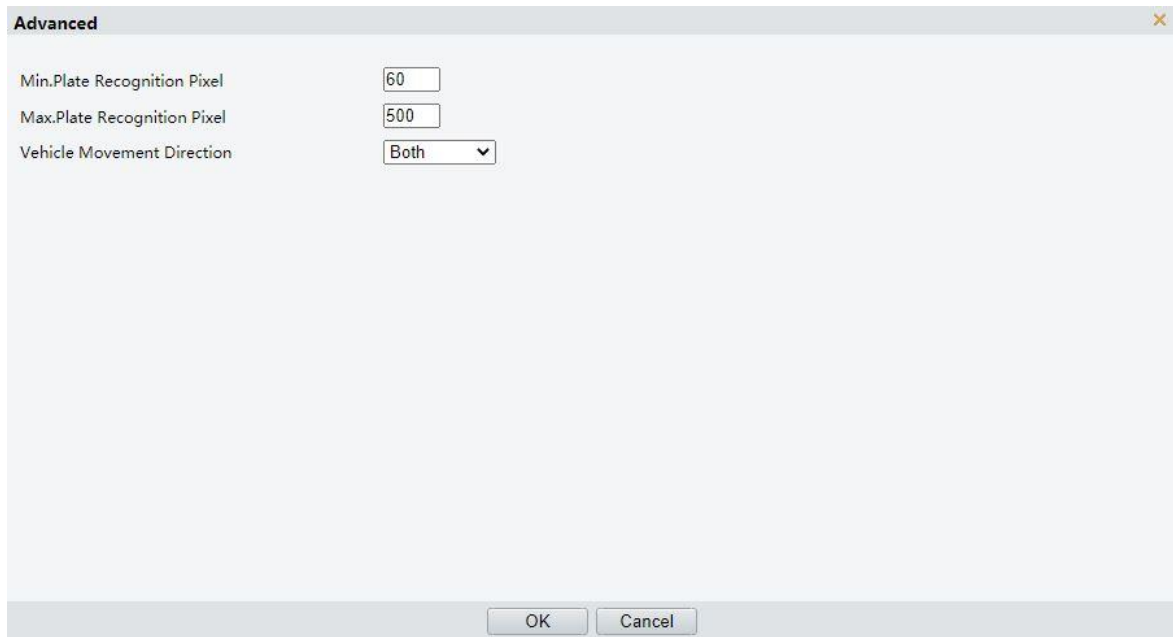 Advanced
Min.Plate Recognition Pixel 60
Max.Plate Recognition Pixel 500
Vehicle Movement Direction Both
OK Cancel